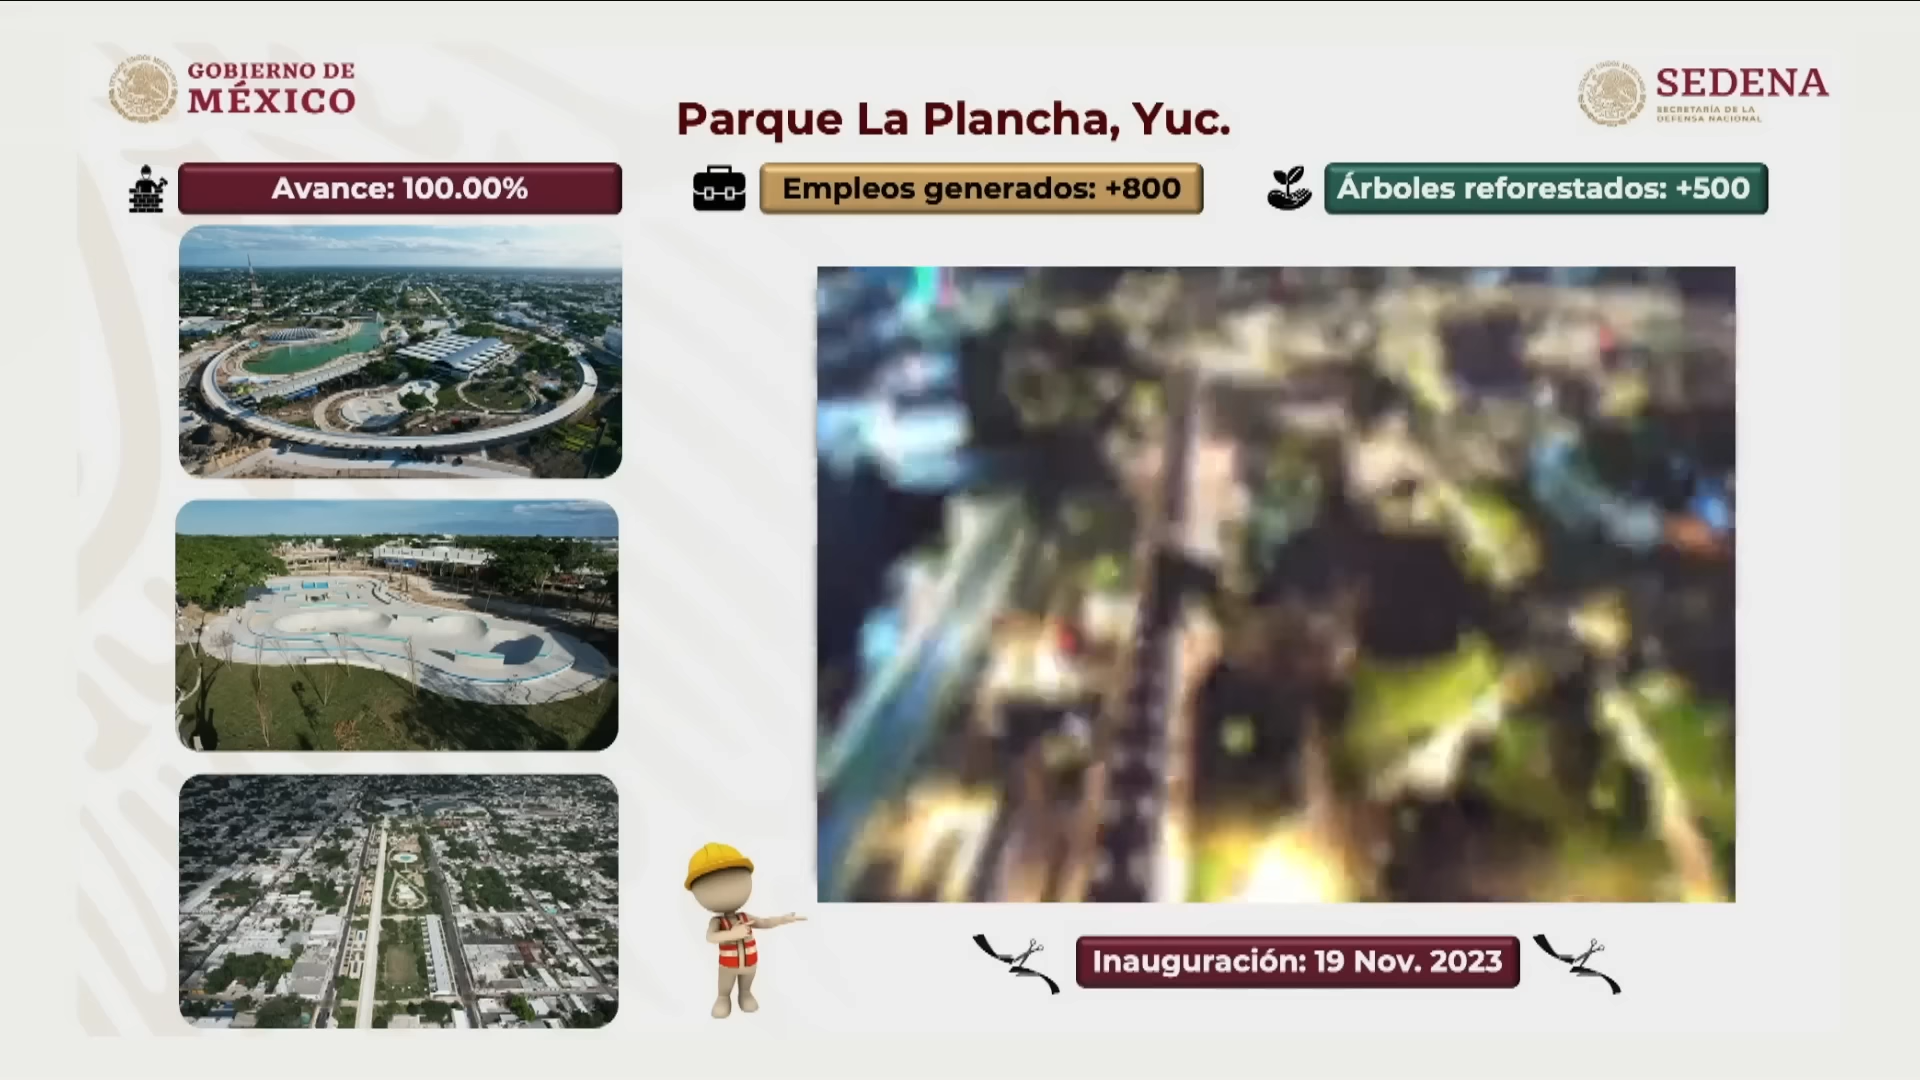 GOBIERNO DE
MÉXICO
SEDENA
SECRETARÍA DE LA
DEFENSA NACIONAL
Parque La Plancha, Yuc.
Avance: 100.00%
Empleos generados: +800
Árboles reforestados: +500
Inauguración: 19 Nov. 2023